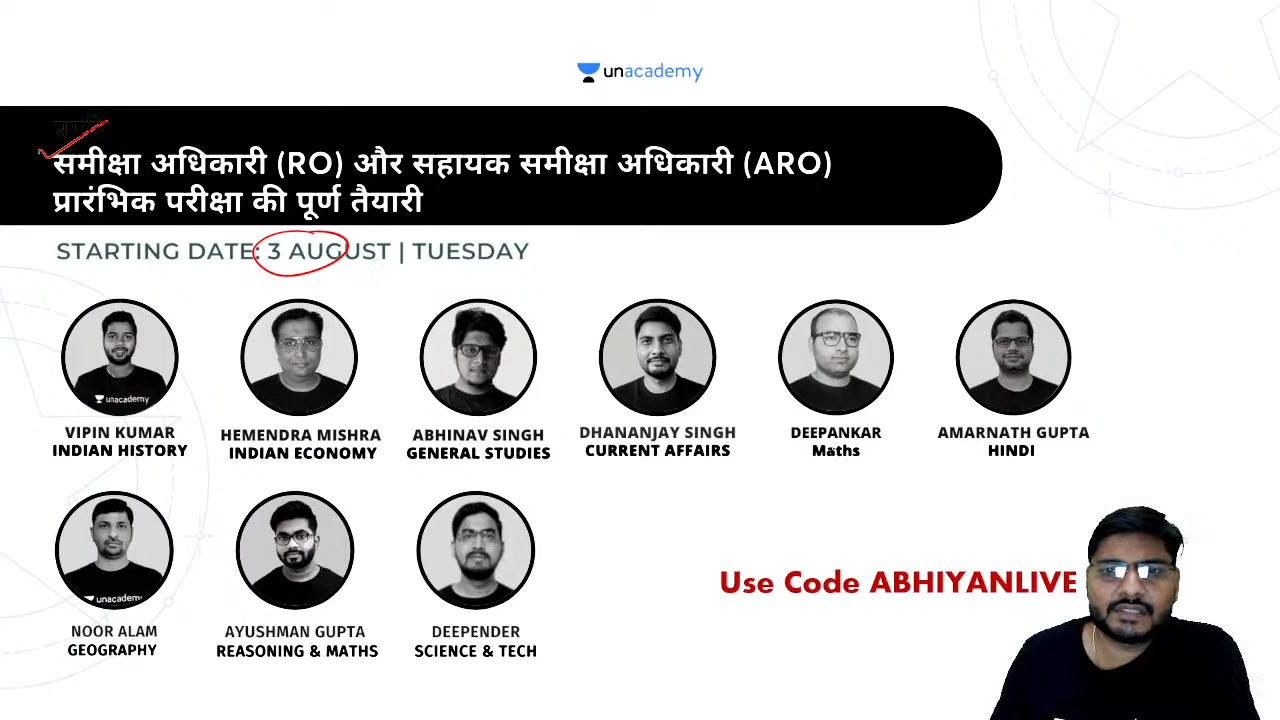 unacademy
समीक्षा अधिकारी (RO) और सहायक समीक्षा अधिकारी (ARO)
प्रारंभिक परीक्षा की पूर्ण तैयारी
STARTING DATE: 3 AUGUST | TUESDAY
unacademy
VIPIN KUMAR
INDIAN HISTORY
HEMENDRA MISHRA
INDIAN ECONOMY
ABHINAV SINGH
GENERAL STUDIES
DHANANJAY SINGH
CURRENT AFFAIRS
DEEPANKAR
Maths
AMARNATH GUPTA
HINDI
unacademy
NOOR ALAM
GEOGRAPHY
AYUSHMAN GUPTA
REASONING & MATHS
DEEPENDER
SCIENCE & TECH
Use Code ABHIYANLIVE